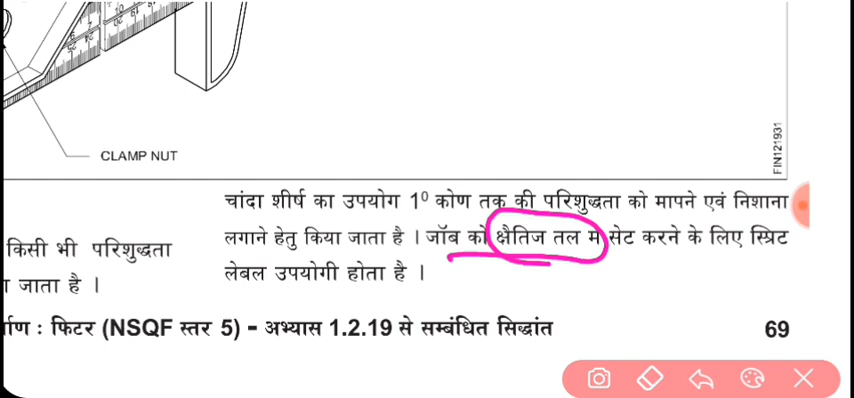 CLAMP NUT
FIN121931
चांदा शीर्ष का उपयोग 1⁰ कोण तक की परिशुद्धता को मापने एवं निशाना
लगाने हेतु किया जाता है । जॉब को क्षैतिज तल में सेट करने के लिए स्प्रिट
लेबल उपयोगी होता है ।
किसी भी परिशुद्धता
जाता है ।
फिटर (NSQF स्तर 5) - अभ्यास 1.2.19 से सम्बंधित सिद्धांत
69